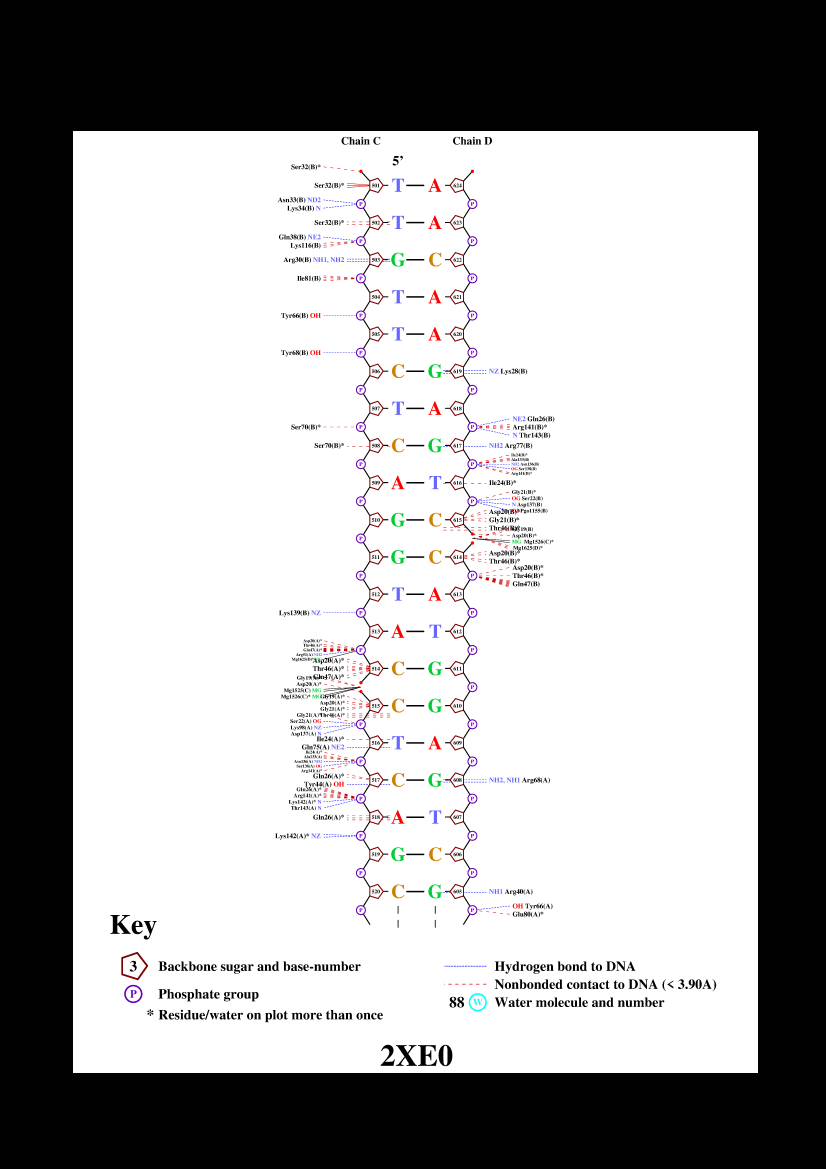 Chain C Chain D
5’
Ser32(B)*
Ser32(B)* 501 T A 624
Asn33(B) ND2
P P
Lys34(B) N
Ser32(B)* 502 T A 623
Gln38(B) NE2
P P
Lys116(B)
Arg30(B) NH1, NH2 503 G C 622
Ile81(B) P P
504 T A 621
Tyr66(B) OH P P
505 T A 620
Tyr68(B) OH P P
506 C G 619 NZ Lys28(B)
P P
507 T A 618
NE2 Gln26(B)
Ser70(B)* P P Arg141(B)*
N Thr143(B)
Ser70(B)* 508 C G 617 NH2 Arg77(B)
P P
509 A T 616 Ile24(B)*
Gly21(B)*
OG Ser22(B)
P P
N Asp137(B)
Asp20(B)*
510 G C 615 Gly21(B)*
Asp20(B)*
MG Mg1526(C)*
Mg1625(D)*
P
511 G C 614 Asp20(B)*
Thr46(B)*
Asp20(B)*
P P Thr46(B)*
Gln47(B)
512 T A 613
Lys139(B) NZ P P
513 A T 612
Asp20(A)*
Thr46(A)*
P P
Asp20(A)*
Thr46(A)* 514 C G 611
Gln47(A)*
Asp20(A)*
Mg1525(C) MG
Mg1526(C)* MG
P
Asp20(A)*
515 C G 610
Gly21(A)*
Gly21(A)*
Thr46(A)*
Ser22(A) OG
Lys98(A) NZ P P
Asp137(A) N
Ile24(A)* 516 T A 609
Gln75(A) NE2
P P
Arg141(A)*
Gln26(A)* 517 C G 608 NH2, NH1 Arg68(A)
Tyr44(A) OH
Gln26(A)*
Arg141(A)* P P
Lys142(A)* N
Thr143(A) N
Gln26(A)* 518 A T 607
Lys142(A)* NZ P P
519 G C 606
P P
520 C G 605 NH1 Arg40(A)
OH Tyr66(A)
P P
Glu80(A)*
Key
3 Backbone sugar and base-number
P Phosphate group
* Residue/water on plot more than once
Hydrogen bond to DNA
Nonbonded contact to DNA (< 3.90A)
88 W Water molecule and number
2XE0